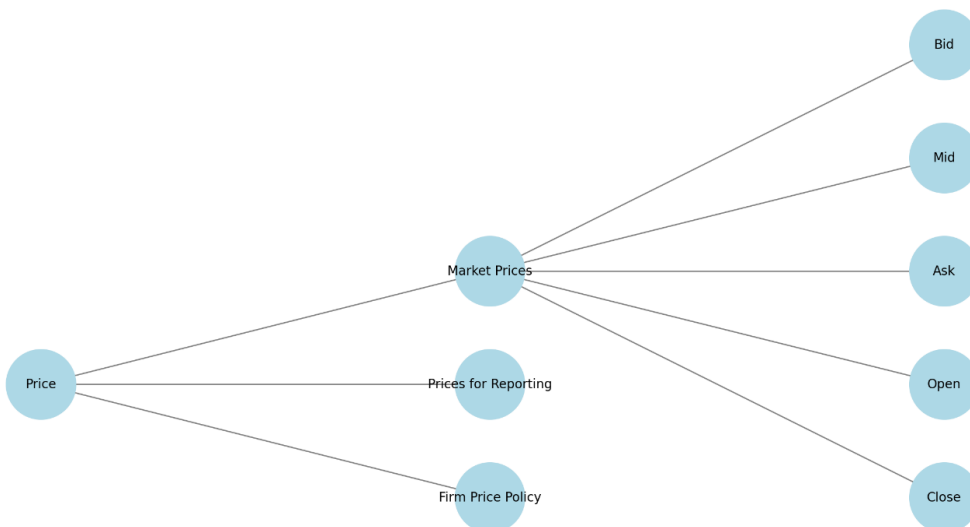 Bid
Mid
Market Prices
Ask
Price
Prices for Reporting
Open
Firm Price Policy
Close